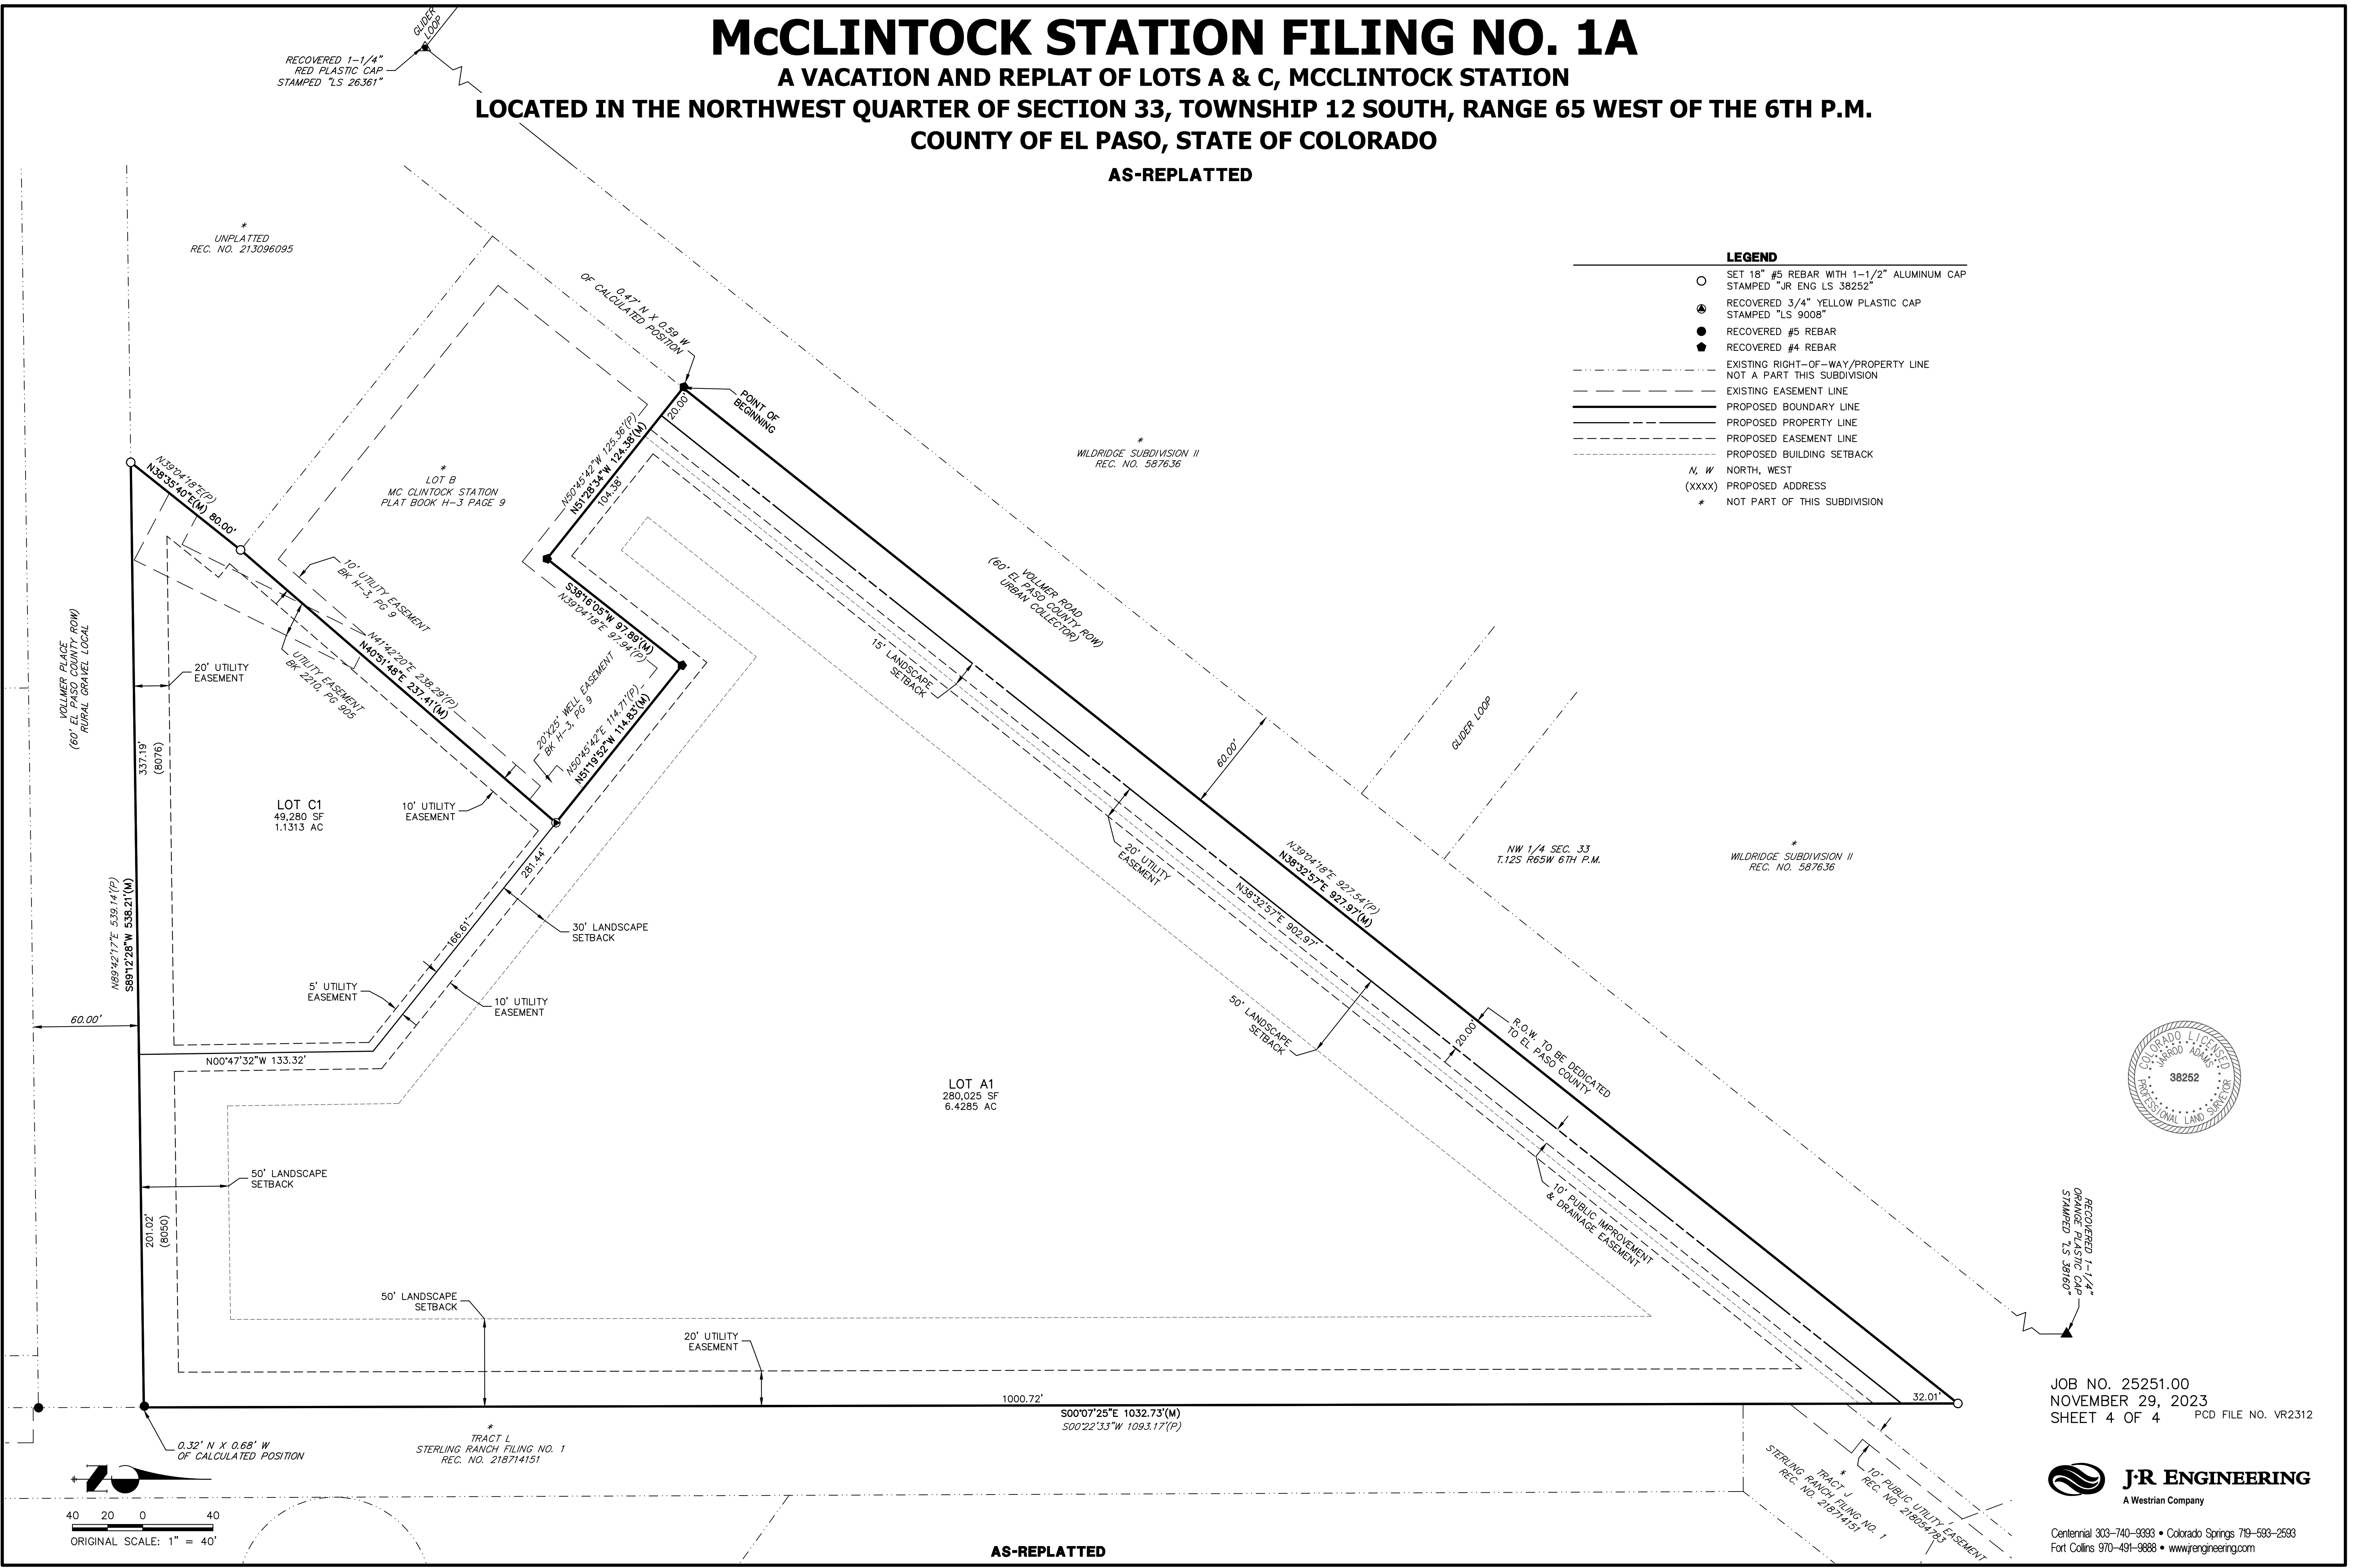 McCLINTOCK STATION FILING NO. 1A
A VACATION AND REPLAT OF LOTS A & C, MCCLINTOCK STATION
LOCATED IN THE NORTHWEST QUARTER OF SECTION 33, TOWNSHIP 12 SOUTH, RANGE 65 WEST OF THE 6TH P.M.
COUNTY OF EL PASO, STATE OF COLORADO
AS-REPLATTED
GLIDER
LOOP
RECOVERED 1-1/4"
RED PLASTIC CAP
STAMPED "LS 26361"
*
UNPLATTED
REC. NO. 213096095
0.47' N X 0.59 W
OF CALCULATED POSITION
POINT OF
BEGINNING
20.00'
LEGEND
SET 18" #5 REBAR WITH 1-1/2" ALUMINUM CAP
STAMPED "JR ENG LS 38252"
RECOVERED 3/4" YELLOW PLASTIC CAP
STAMPED "LS 9008"
RECOVERED #5 REBAR
RECOVERED #4 REBAR
EXISTING RIGHT-OF-WAY/PROPERTY LINE
NOT A PART THIS SUBDIVISION
EXISTING EASEMENT LINE
PROPOSED BOUNDARY LINE
PROPOSED PROPERTY LINE
PROPOSED EASEMENT LINE
PROPOSED BUILDING SETBACK
N, W NORTH, WEST
(XXXX) PROPOSED ADDRESS
* NOT PART OF THIS SUBDIVISION
*
WILDRIDGE SUBDIVISION II
REC. NO. 587636
N50°45'42"W 125.36'(P)
N51°28'34"W 124.38'(M)
104.38'
*
LOT B
MC CLINTOCK STATION
PLAT BOOK H-3 PAGE 9
N39°04'18"E(P)
N38°35'40"E(M) 80.00'
10' UTILITY EASEMENT
BK H-3, PG 9
S38°16'05"W 97.89'(M)
N39°04'18"E 97.94'(P)
VOLLMER ROAD
(60' EL PASO COUNTY ROW)
URBAN COLLECTOR)
VOLLMER PLACE
(60' EL PASO COUNTY ROW)
RURAL GRAVEL LOCAL
20' UTILITY
EASEMENT
UTILITY EASEMENT
BK 2210, PG 905
N41°42'20"E 238.29'(P)
N40°51'48"E 237.41'(M)
20'X25' WELL EASEMENT
BK H-3, PG 9
N50°45'42"E 114.71'(P)
N51°19'52"W 114.83'(M)
15' LANDSCAPE
SETBACK
60.00'
GLIDER LOOP
337.19'
(8076)
LOT C1
49,280 SF
1.1313 AC
10' UTILITY
EASEMENT
281.44'
20' UTILITY
EASEMENT
N39°04'18"E 927.54'(P)
N38°32'57"E 927.97'(M)
N38°32'57"E 902.97'
NW 1/4 SEC. 33
T.12S R65W 6TH P.M.
*
WILDRIDGE SUBDIVISION II
REC. NO. 587636
N89°42'17"E 539.14'(P)
S89°12'28"W 538.21'(M)
166.61'
30' LANDSCAPE
SETBACK
5' UTILITY
EASEMENT
10' UTILITY
EASEMENT
60.00'
N00°47'32"W 133.32'
50' LANDSCAPE
SETBACK
20.00'
R.O.W. TO BE DEDICATED
TO EL PASO COUNTY
LOT A1
280,025 SF
6.4285 AC
COLORADO LICENSED
JARROD ADAMS
38252
PROFESSIONAL LAND SURVEYOR
50' LANDSCAPE
SETBACK
201.02'
(8050)
10' PUBLIC IMPROVEMENT
& DRAINAGE EASEMENT
RECOVERED 1-1/4"
ORANGE PLASTIC CAP
STAMPED "LS 38160"
50' LANDSCAPE
SETBACK
20' UTILITY
EASEMENT
1000.72'
32.01'
S00°07'25"E 1032.73'(M)
S00°22'33"W 1093.17'(P)
0.32' N X 0.68' W
OF CALCULATED POSITION
*
TRACT L
STERLING RANCH FILING NO. 1
REC. NO. 218714151
*
TRACT J
STERLING RANCH FILING NO. 1
REC. NO. 218714151
10' PUBLIC UTILITY EASEMENT
REC. NO. 218054783
JOB NO. 25251.00
NOVEMBER 29, 2023
SHEET 4 OF 4
PCD FILE NO. VR2312
J·R ENGINEERING
A Westrian Company
Centennial 303-740-9393 • Colorado Springs 719-593-2593
Fort Collins 970-491-9888 • www.jrengineering.com
40 20 0 40
ORIGINAL SCALE: 1" = 40'
AS-REPLATTED